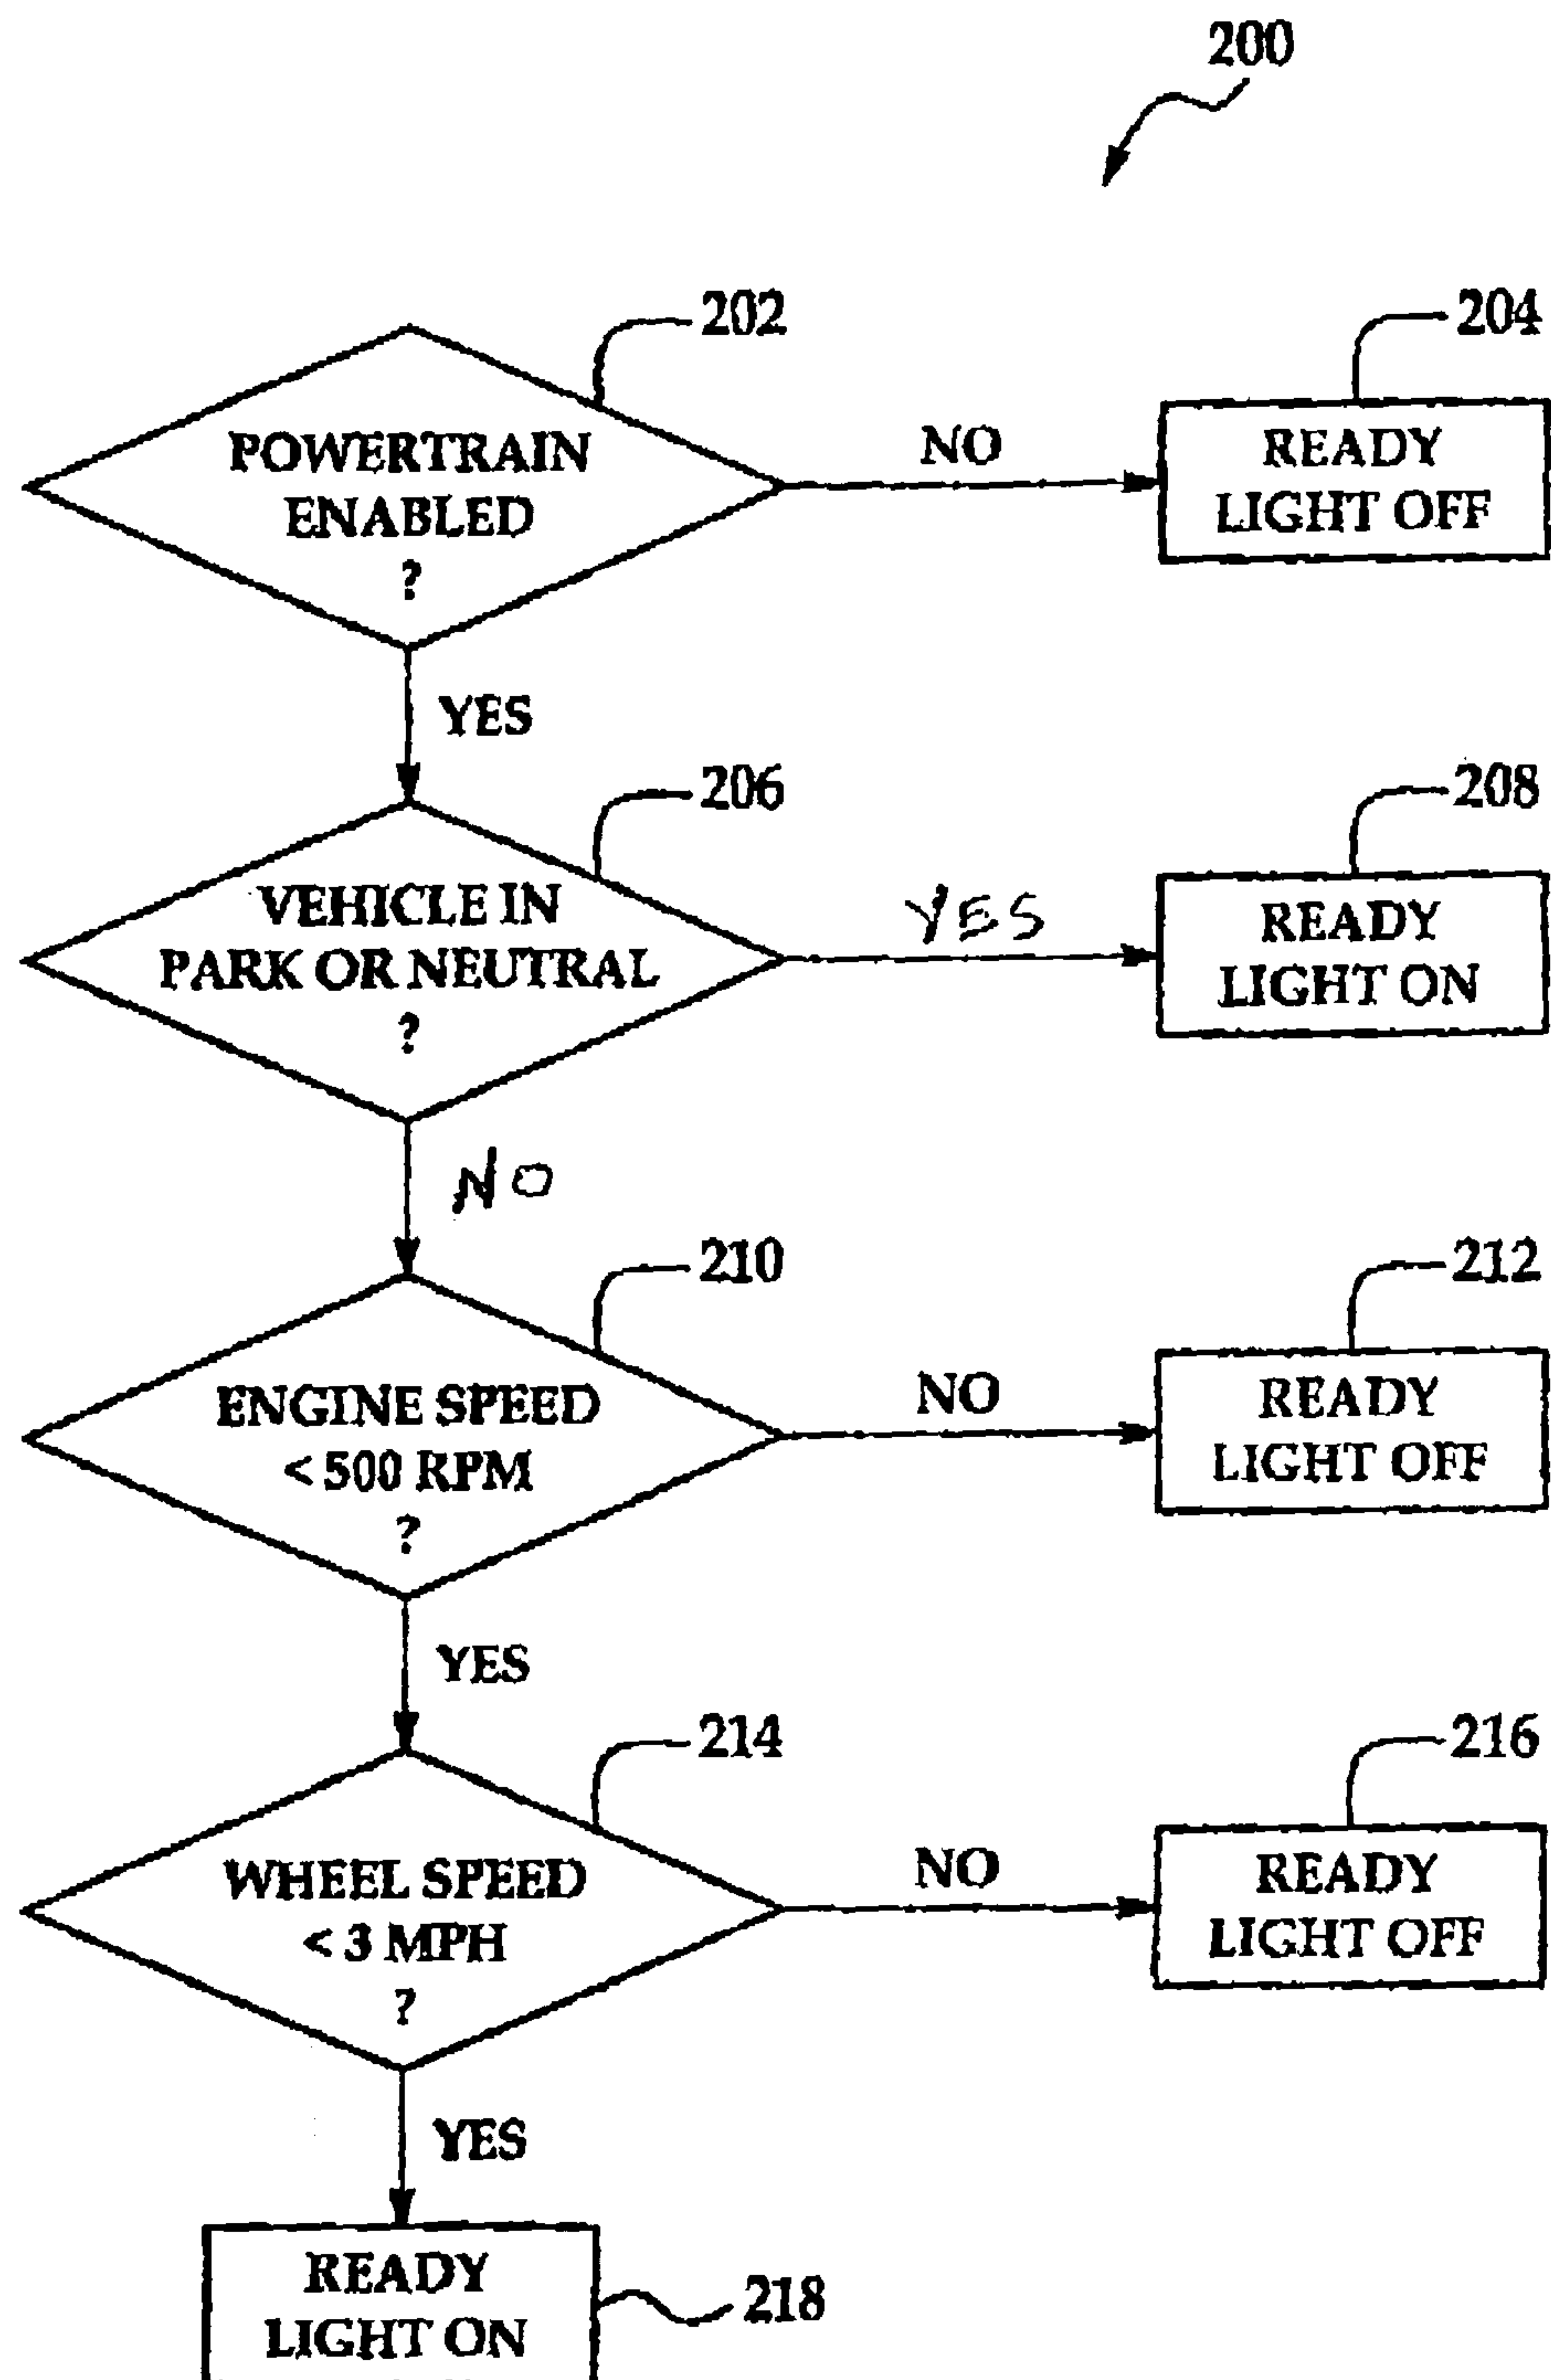 200
202
204
POWERTRAIN
ENABLED
?
NO
READY
LIGHT OFF
YES
206
208
VEHICLE IN
PARK OR NEUTRAL
?
YES
READY
LIGHT ON
NO
210
212
ENGINE SPEED
< 500 RPM
?
NO
READY
LIGHT OFF
YES
214
216
WHEEL SPEED
< 3 MPH
?
NO
READY
LIGHT OFF
YES
READY
LIGHT ON
218